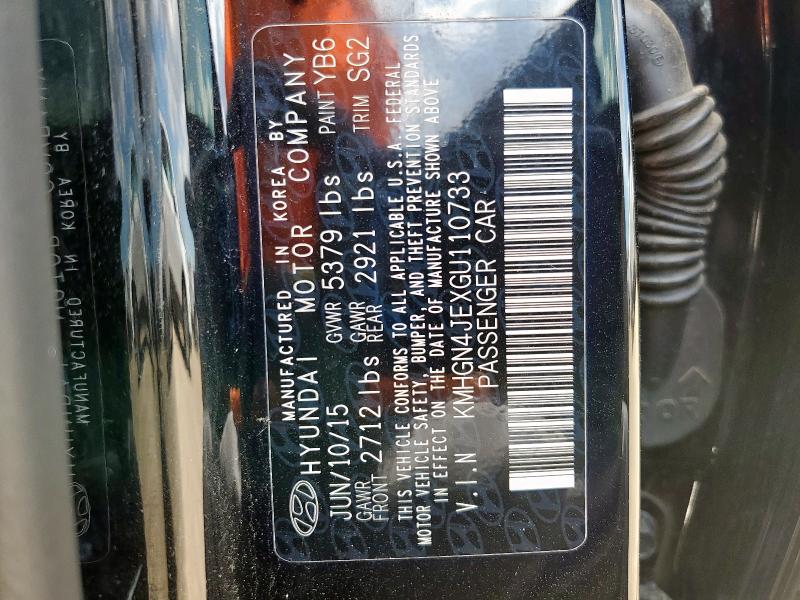 MANUFACTURED IN KOREA BY
HYUNDAI MOTOR COMPANY
JUN/10/15 GVWR 5379 lbs PAINT YB6
GAWR FRONT 2712 lbs GAWR REAR 2921 lbs TRIM SG2
THIS VEHICLE CONFORMS TO ALL APPLICABLE U.S.A. FEDERAL
MOTOR VEHICLE SAFETY, BUMPER, AND THEFT PREVENTION STANDARDS
IN EFFECT ON THE DATE OF MANUFACTURE SHOWN ABOVE
V.I.N KMHGN4JEXGU110733
PASSENGER CAR